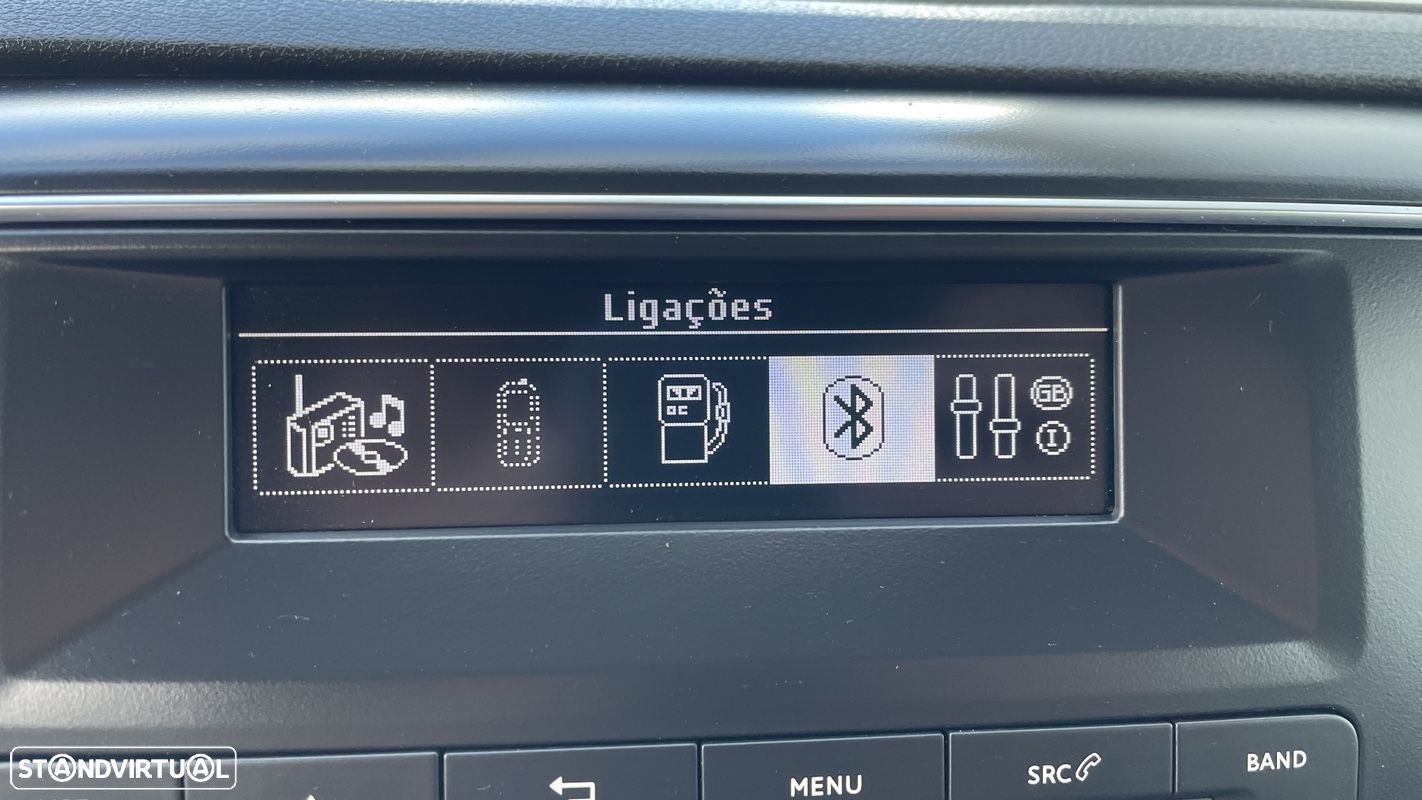 Ligações
GB
I
MENU
SRC
BAND
STANDVIRTUAL